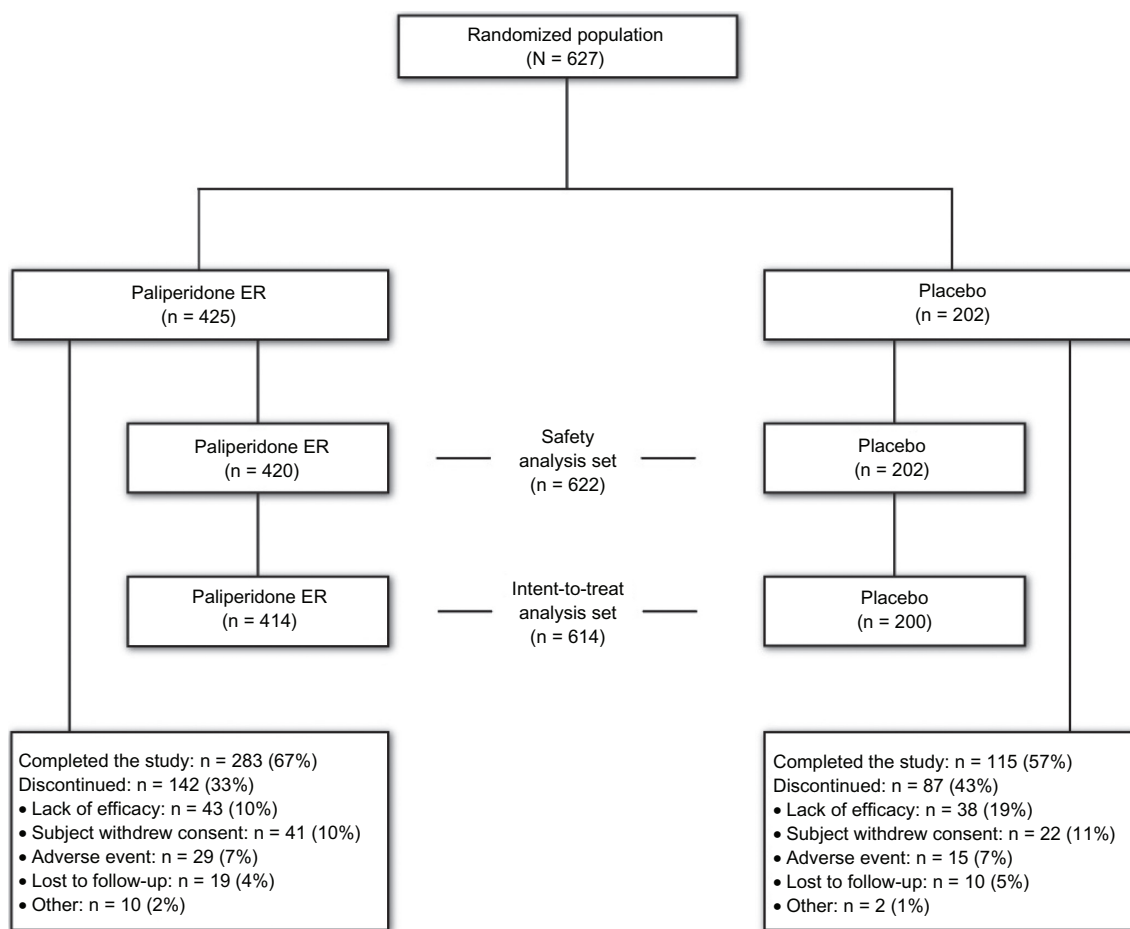 Randomized population
(N = 627)
Paliperidone ER
(n = 425)
Placebo
(n = 202)
Paliperidone ER
(n = 420)
Safety
analysis set
(n = 622)
Placebo
(n = 202)
Paliperidone ER
(n = 414)
Intent-to-treat
analysis set
(n = 614)
Placebo
(n = 200)
Completed the study: n = 283 (67%)
Discontinued: n = 142 (33%)
• Lack of efficacy: n = 43 (10%)
• Subject withdrew consent: n = 41 (10%)
• Adverse event: n = 29 (7%)
• Lost to follow-up: n = 19 (4%)
• Other: n = 10 (2%)
Completed the study: n = 115 (57%)
Discontinued: n = 87 (43%)
• Lack of efficacy: n = 38 (19%)
• Subject withdrew consent: n = 22 (11%)
• Adverse event: n = 15 (7%)
• Lost to follow-up: n = 10 (5%)
• Other: n = 2 (1%)